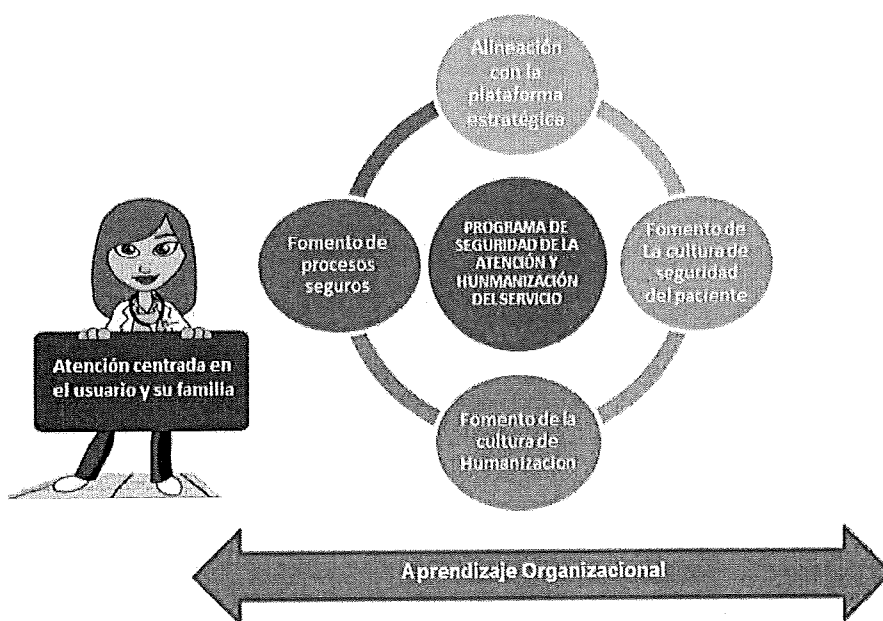 Alineación
con la
plataforma
estratégica
PROGRAMA DE
SEGURIDAD DE LA
ATENCIÓN Y
HUNMANIZACIÓN
DEL SERVICIO
Fomento de
procesos
seguros
Fomento de
La cultura de
seguridad
del paciente
Atención centrada en
el usuario y su familia
Fomento de la
cultura de
Humanizacion
Aprendizaje Organizacional